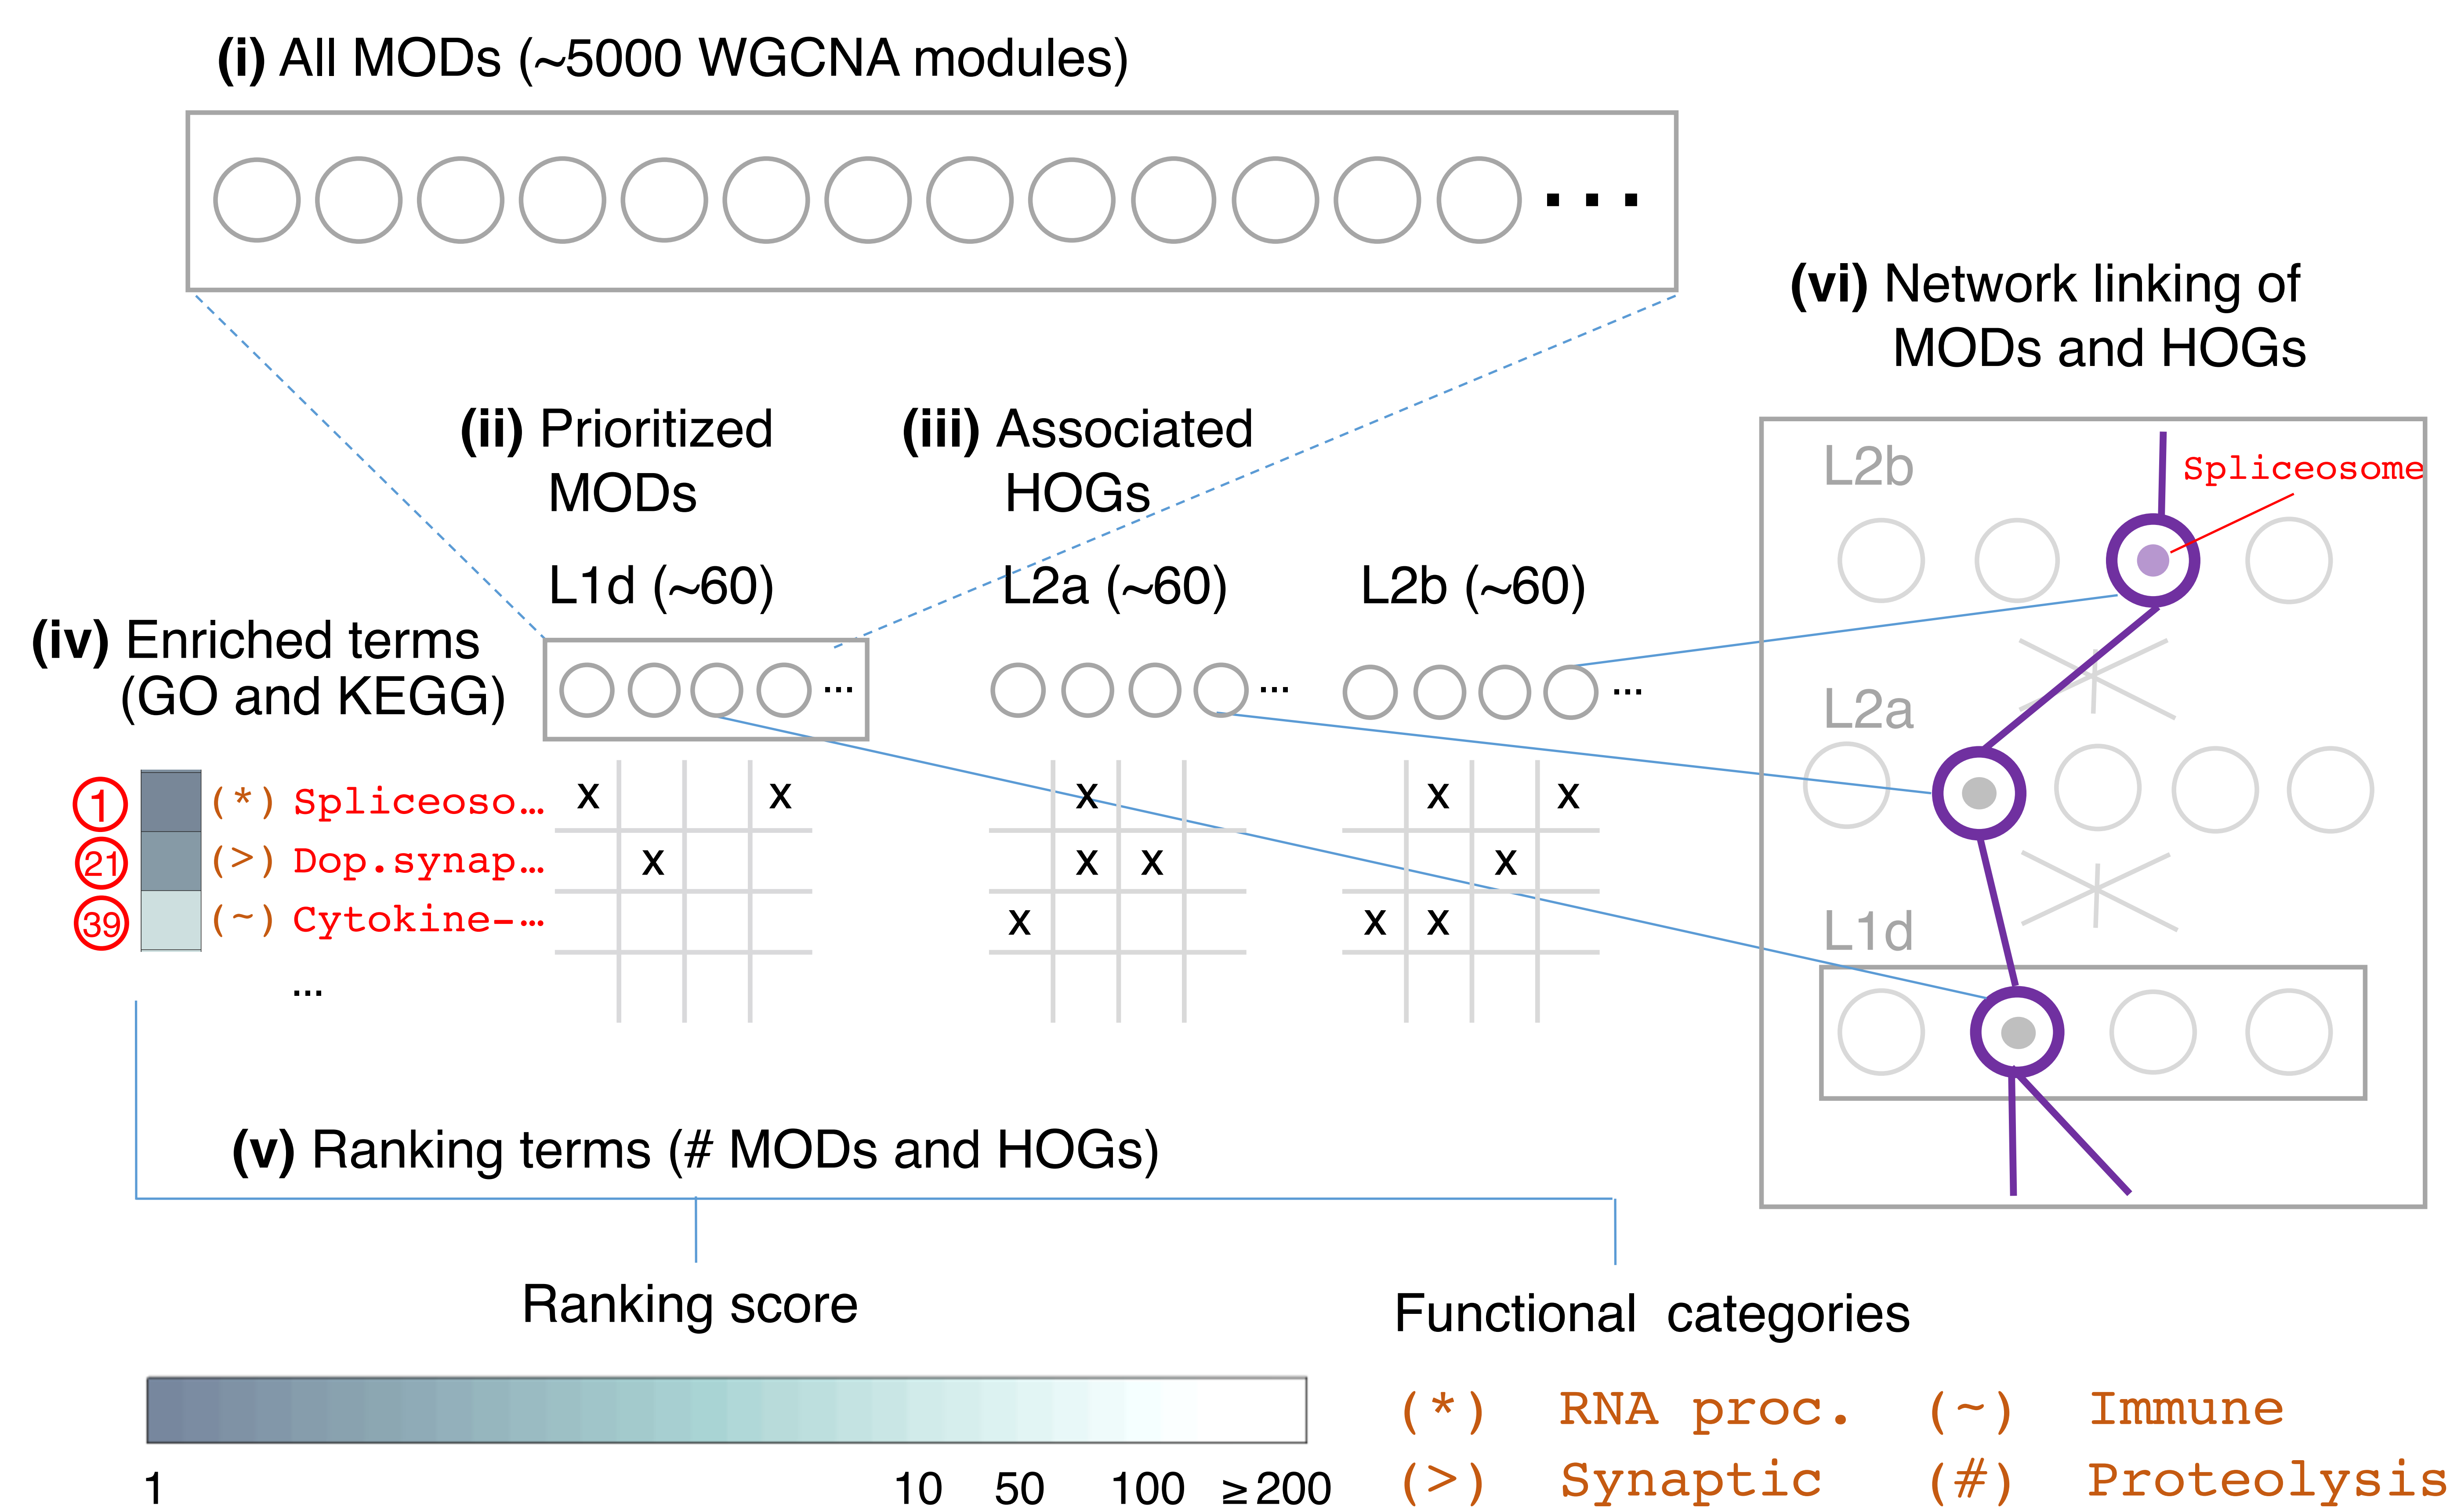 (i) All MODs (~5000 WGCNA modules)
...
(vi) Network linking of
MODs and HOGs
(ii) Prioritized
MODs
(iii) Associated
HOGs
L1d (~60)
L2a (~60)
L2b (~60)
(iv) Enriched terms
(GO and KEGG)
... ... ...
1 (*) Spliceoso… x x x x x
21 (>) Dop.synap… x x x x
39 (~) Cytokine-… x x x
...
L2b
Spliceosome
L2a
L1d
(v) Ranking terms (# MODs and HOGs)
Ranking score
1 10 50 100 ≥200
Functional categories
(*) RNA proc. (~) Immune
(>) Synaptic (#) Proteolysis